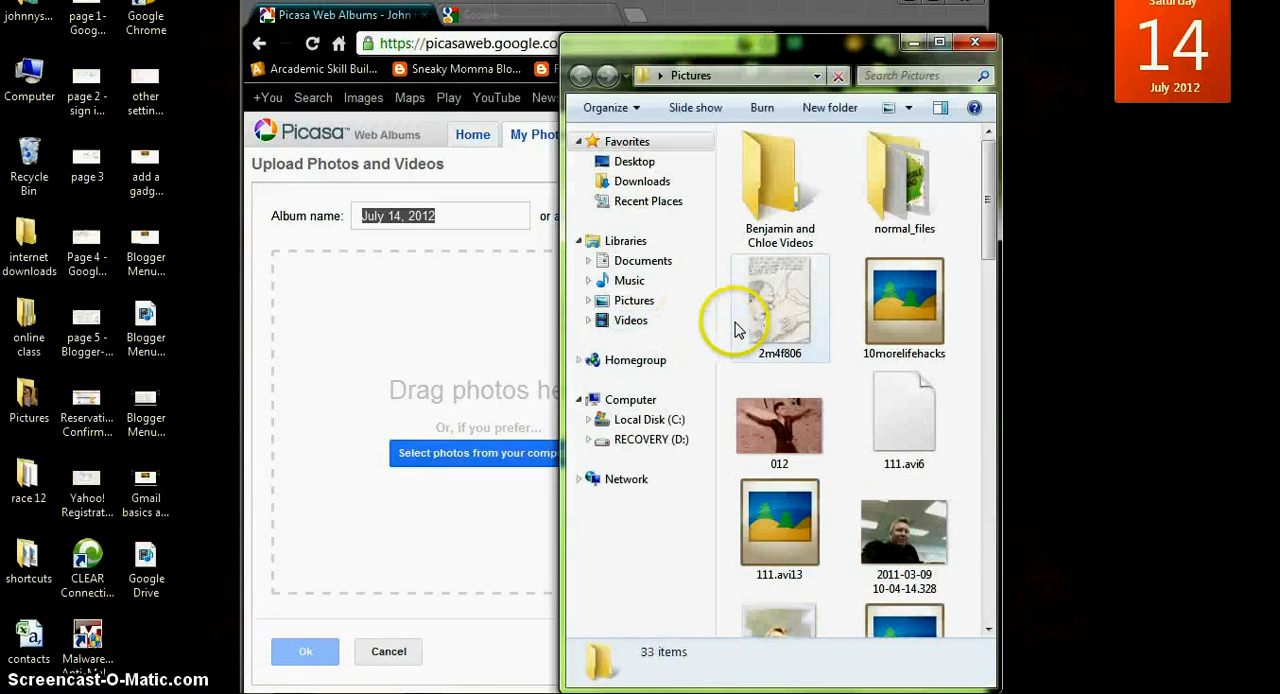 johnnys...
page 1-
Goog...
Google
Chrome
Computer
page 2 -
sign i...
other
settin...
Recycle
Bin
page 3
add a
gadg...
internet
downloads
Page 4 -
Googl...
Blogger
Menu...
online
class
page 5 -
Blogger-...
Blogger
Menu...
Pictures
Reservati...
Confirm...
Blogger
Menu...
race 12
Yahoo!
Registrat...
Gmail
basics a...
shortcuts
CLEAR
Connecti...
Google
Drive
contacts
Malware...
Screencast-O-Matic.com
Picasa Web Albums - John
Google
https://picasaweb.google.co
Arcademic Skill Buil...
Sneaky Momma Blo...
+You Search Images Maps Play YouTube New
Picasa™ Web Albums
Home
My Pho
Upload Photos and Videos
Album name:
July 14, 2012
or a
Drag photos he
Or, if you prefer...
Select photos from your comp
Ok
Cancel
Pictures
Search Pictures
Organize
Slide show
Burn
New folder
Favorites
Desktop
Downloads
Recent Places
Libraries
Documents
Music
Pictures
Videos
Homegroup
Computer
Local Disk (C:)
RECOVERY (D:)
Network
Benjamin and
Chloe Videos
normal_files
2m4f806
10morelifehacks
012
111.avi6
111.avi13
2011-03-09
10-04-14.328
33 items
Saturday
14
July 2012